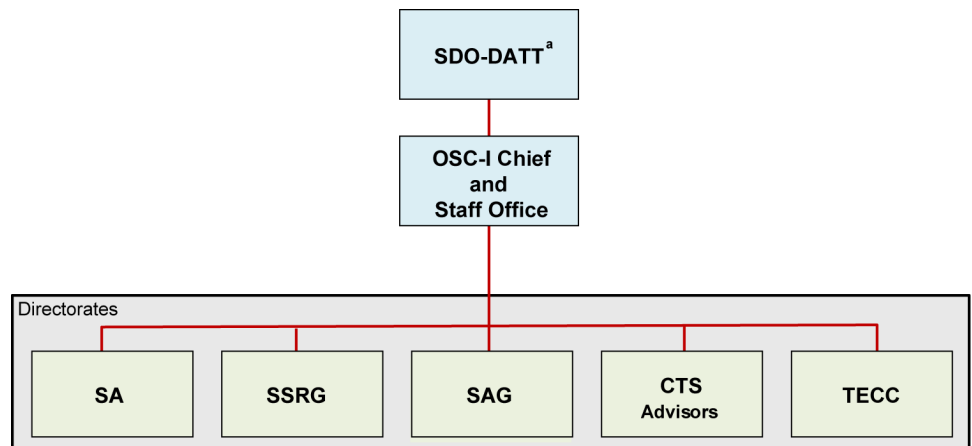 SDO-DATTa
OSC-I Chief
and
Staff Office
Directorates
SA
SSRG
SAG
CTS
Advisors
TECC